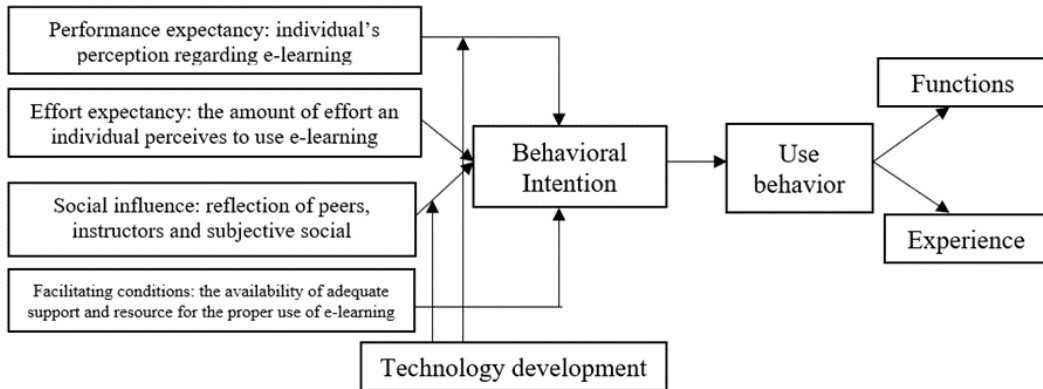 Performance expectancy: individual's
perception regarding e-learning
Effort expectancy: the amount of effort an
individual perceives to use e-learning
Social influence: reflection of peers,
instructors and subjective social
Facilitating conditions: the availability of adequate
support and resource for the proper use of e-learning
Technology development
Behavioral
Intention
Use
behavior
Functions
Experience